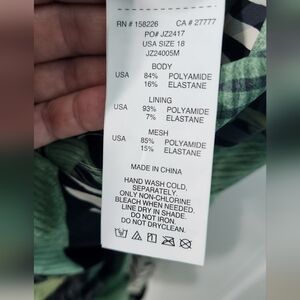 RN # 158226 CA # 27777
PO# JZ2417
USA SIZE 18
JZ24005M
BODY
USA 84% POLYAMIDE
16% ELASTANE
LINING
USA 93% POLYAMIDE
7% ELASTANE
MESH
USA 85% POLYAMIDE
15% ELASTANE
MADE IN CHINA
HAND WASH COLD,
SEPARATELY.
ONLY NON-CHLORINE
BLEACH WHEN NEEDED.
LINE DRY IN SHADE.
DO NOT IRON.
DO NOT DRYCLEAN.